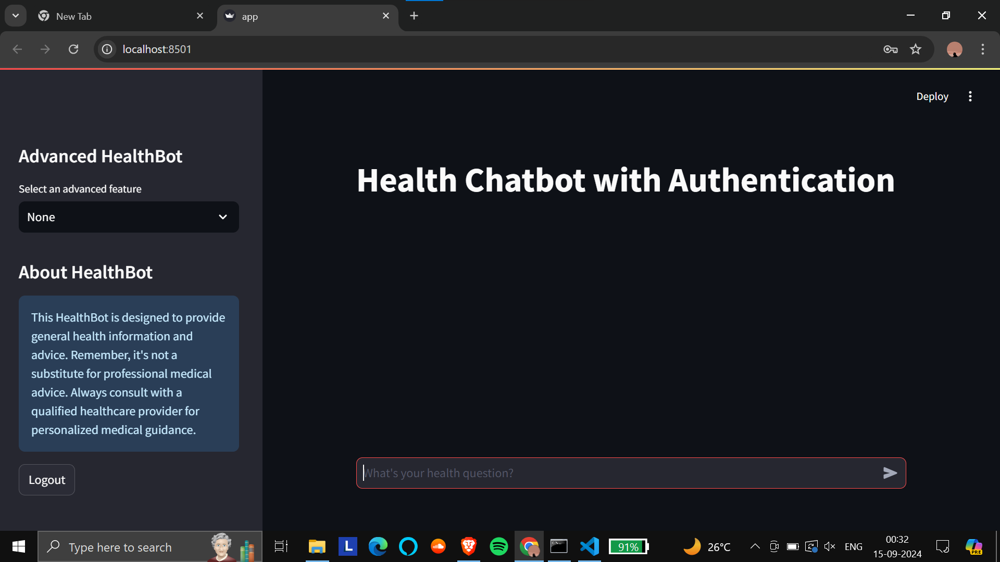 New Tab
app
localhost:8501
Deploy
Advanced HealthBot
Select an advanced feature
None
About HealthBot
This HealthBot is designed to provide
general health information and
advice. Remember, it's not a
substitute for professional medical
advice. Always consult with a
qualified healthcare provider for
personalized medical guidance.
Logout
Health Chatbot with Authentication
What's your health question?
Type here to search
L
91%
26°C
ENG
00:32
15-09-2024
PRE